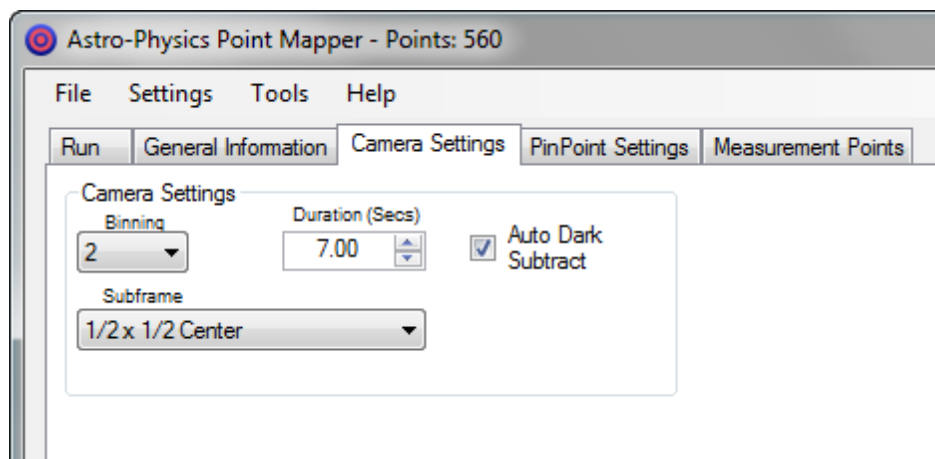 Astro-Physics Point Mapper - Points: 560
File Settings Tools Help
Run General Information Camera Settings PinPoint Settings Measurement Points
Camera Settings
Binning Duration (Secs)
2 7.00 Auto Dark
Subtract
Subframe
1/2 x 1/2 Center